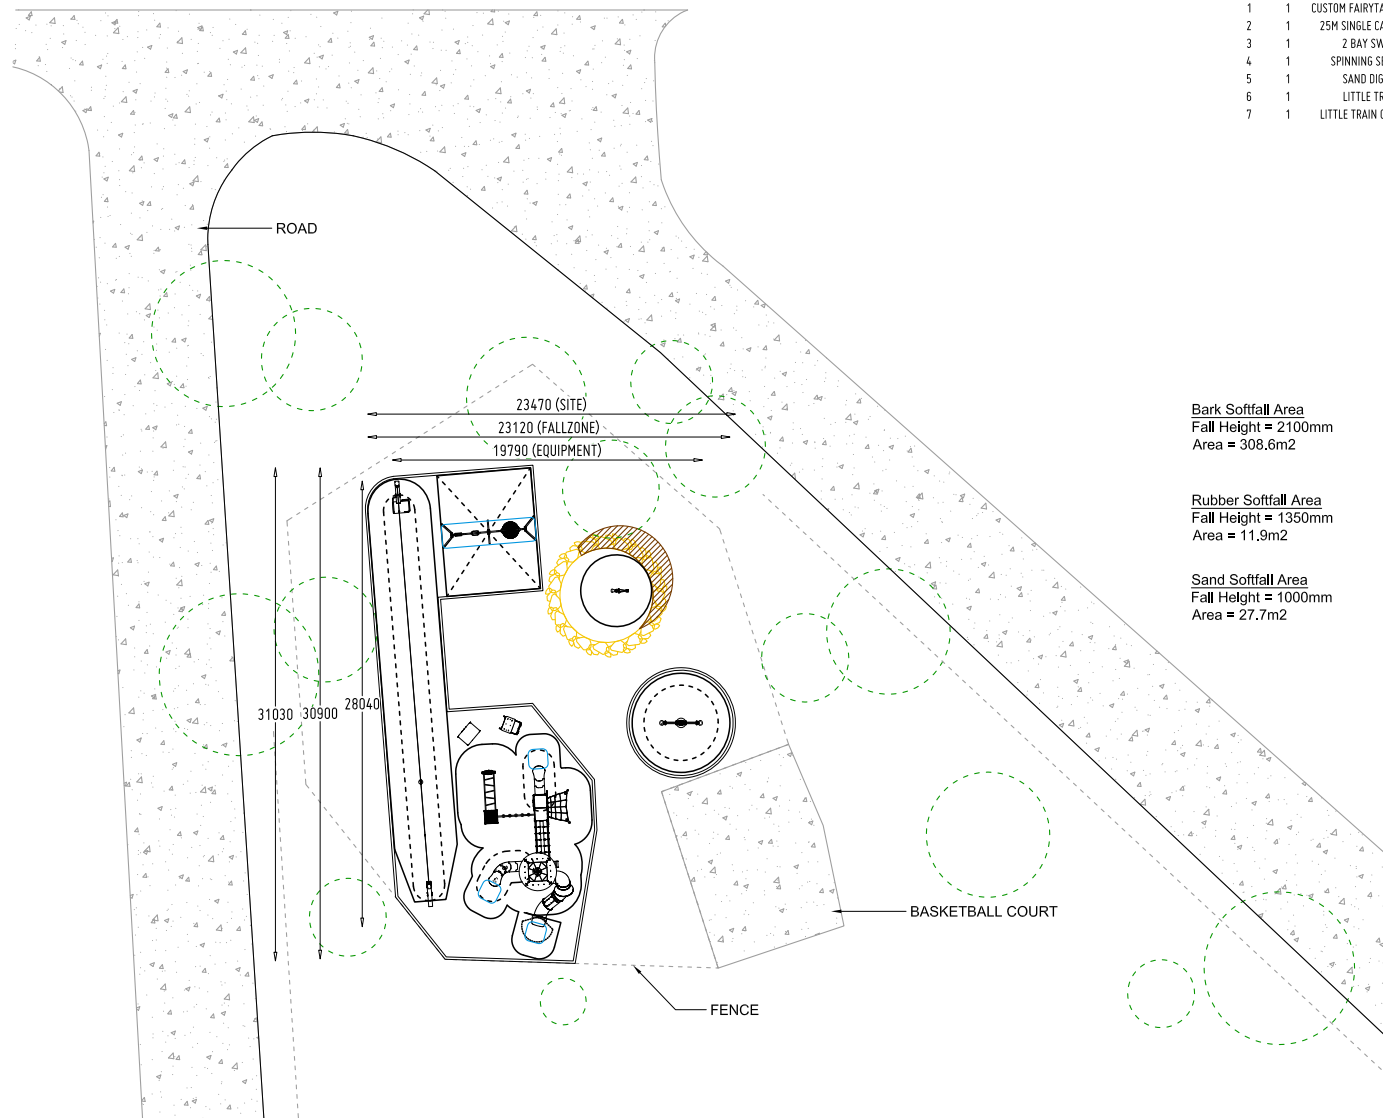 1 1 CUSTOM FAIRYTA
2 1 25M SINGLE CA
3 1 2 BAY SW
4 1 SPINNING SE
5 1 SAND DIG
6 1 LITTLE TR
7 1 LITTLE TRAIN C
ROAD
23470 (SITE)
23120 (FALLZONE)
19790 (EQUIPMENT)
Bark Softfall Area
Fall Height = 2100mm
Area = 308.6m2
Rubber Softfall Area
Fall Height = 1350mm
Area = 11.9m2
Sand Softfall Area
Fall Height = 1000mm
Area = 27.7m2
31030 30900 28040
BASKETBALL COURT
FENCE